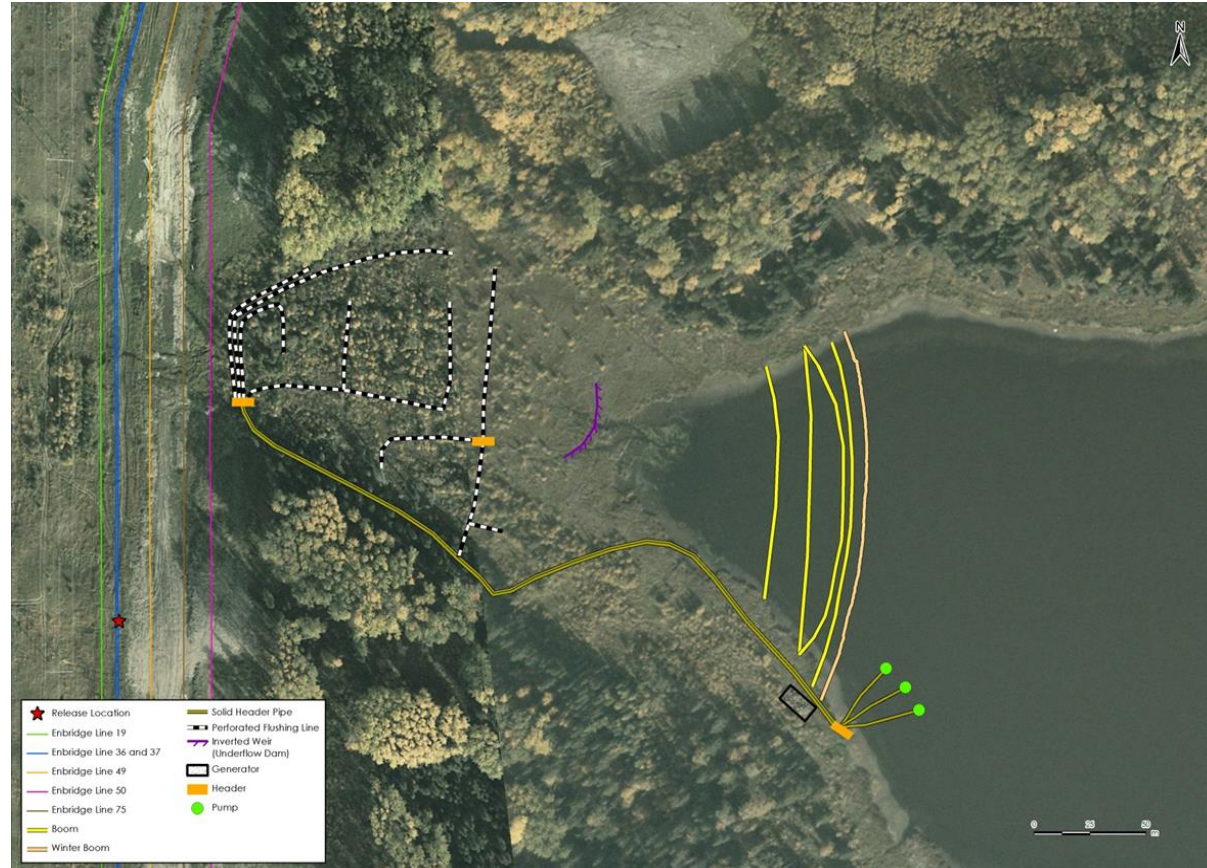 N
Release Location
Enbridge Line 19
Enbridge Line 36 and 37
Enbridge Line 49
Enbridge Line 50
Enbridge Line 75
Boom
Winter Boom
Solid Header Pipe
Perforated Flushing Line
Inverted Weir
(Underflow Dam)
Generator
Header
Pump
0 25 50
m